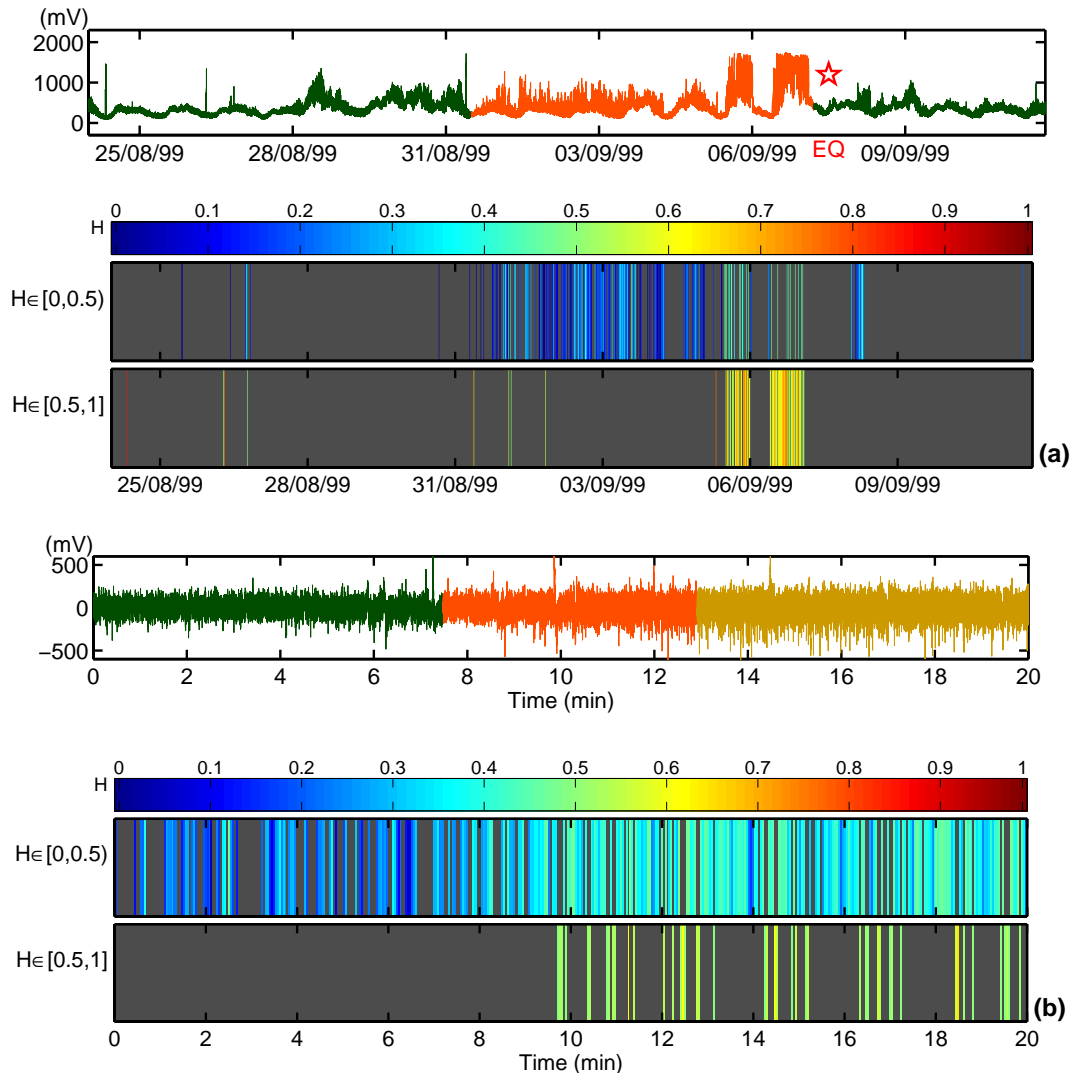 (mV)
2000
1000
0
25/08/99 28/08/99 31/08/99 03/09/99 06/09/99 09/09/99
EQ
0 0.1 0.2 0.3 0.4 0.5 0.6 0.7 0.8 0.9 1
H
H∈[0,0.5)
H∈[0.5,1]
(a)
25/08/99 28/08/99 31/08/99 03/09/99 06/09/99 09/09/99
(mV)
500
0
−500
0 2 4 6 8 10 12 14 16 18 20
Time (min)
0 0.1 0.2 0.3 0.4 0.5 0.6 0.7 0.8 0.9 1
H
H∈[0,0.5)
H∈[0.5,1]
(b)
0 2 4 6 8 10 12 14 16 18 20
Time (min)